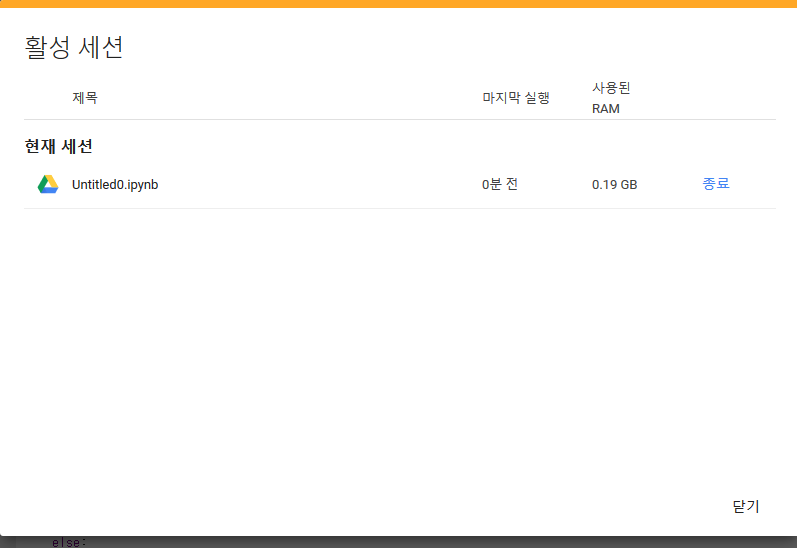 활성 세션
제목 마지막 실행 사용된 RAM
현재 세션
Untitled0.ipynb 0분 전 0.19 GB 종료
닫기
else: